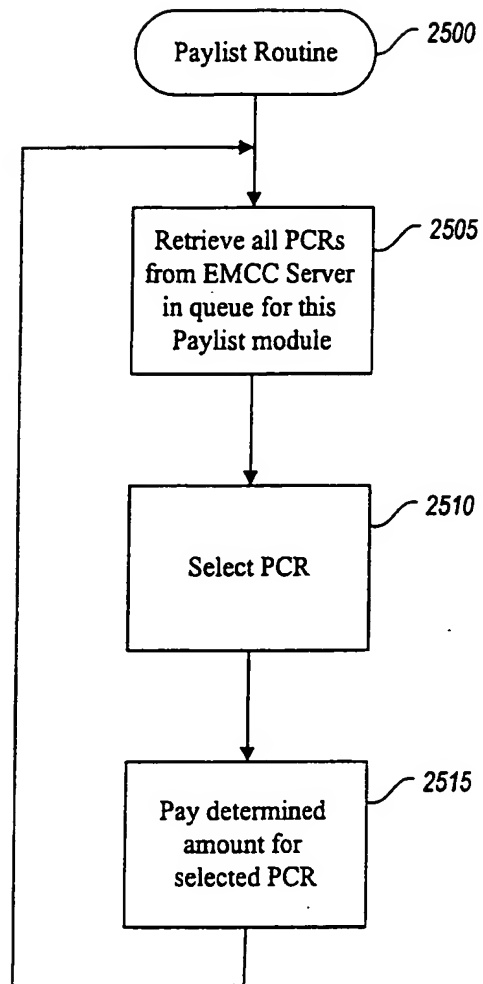 Paylist Routine
2500
Retrieve all PCRs
from EMCC Server
in queue for this
Paylist module
2505
Select PCR
2510
Pay determined
amount for
selected PCR
2515